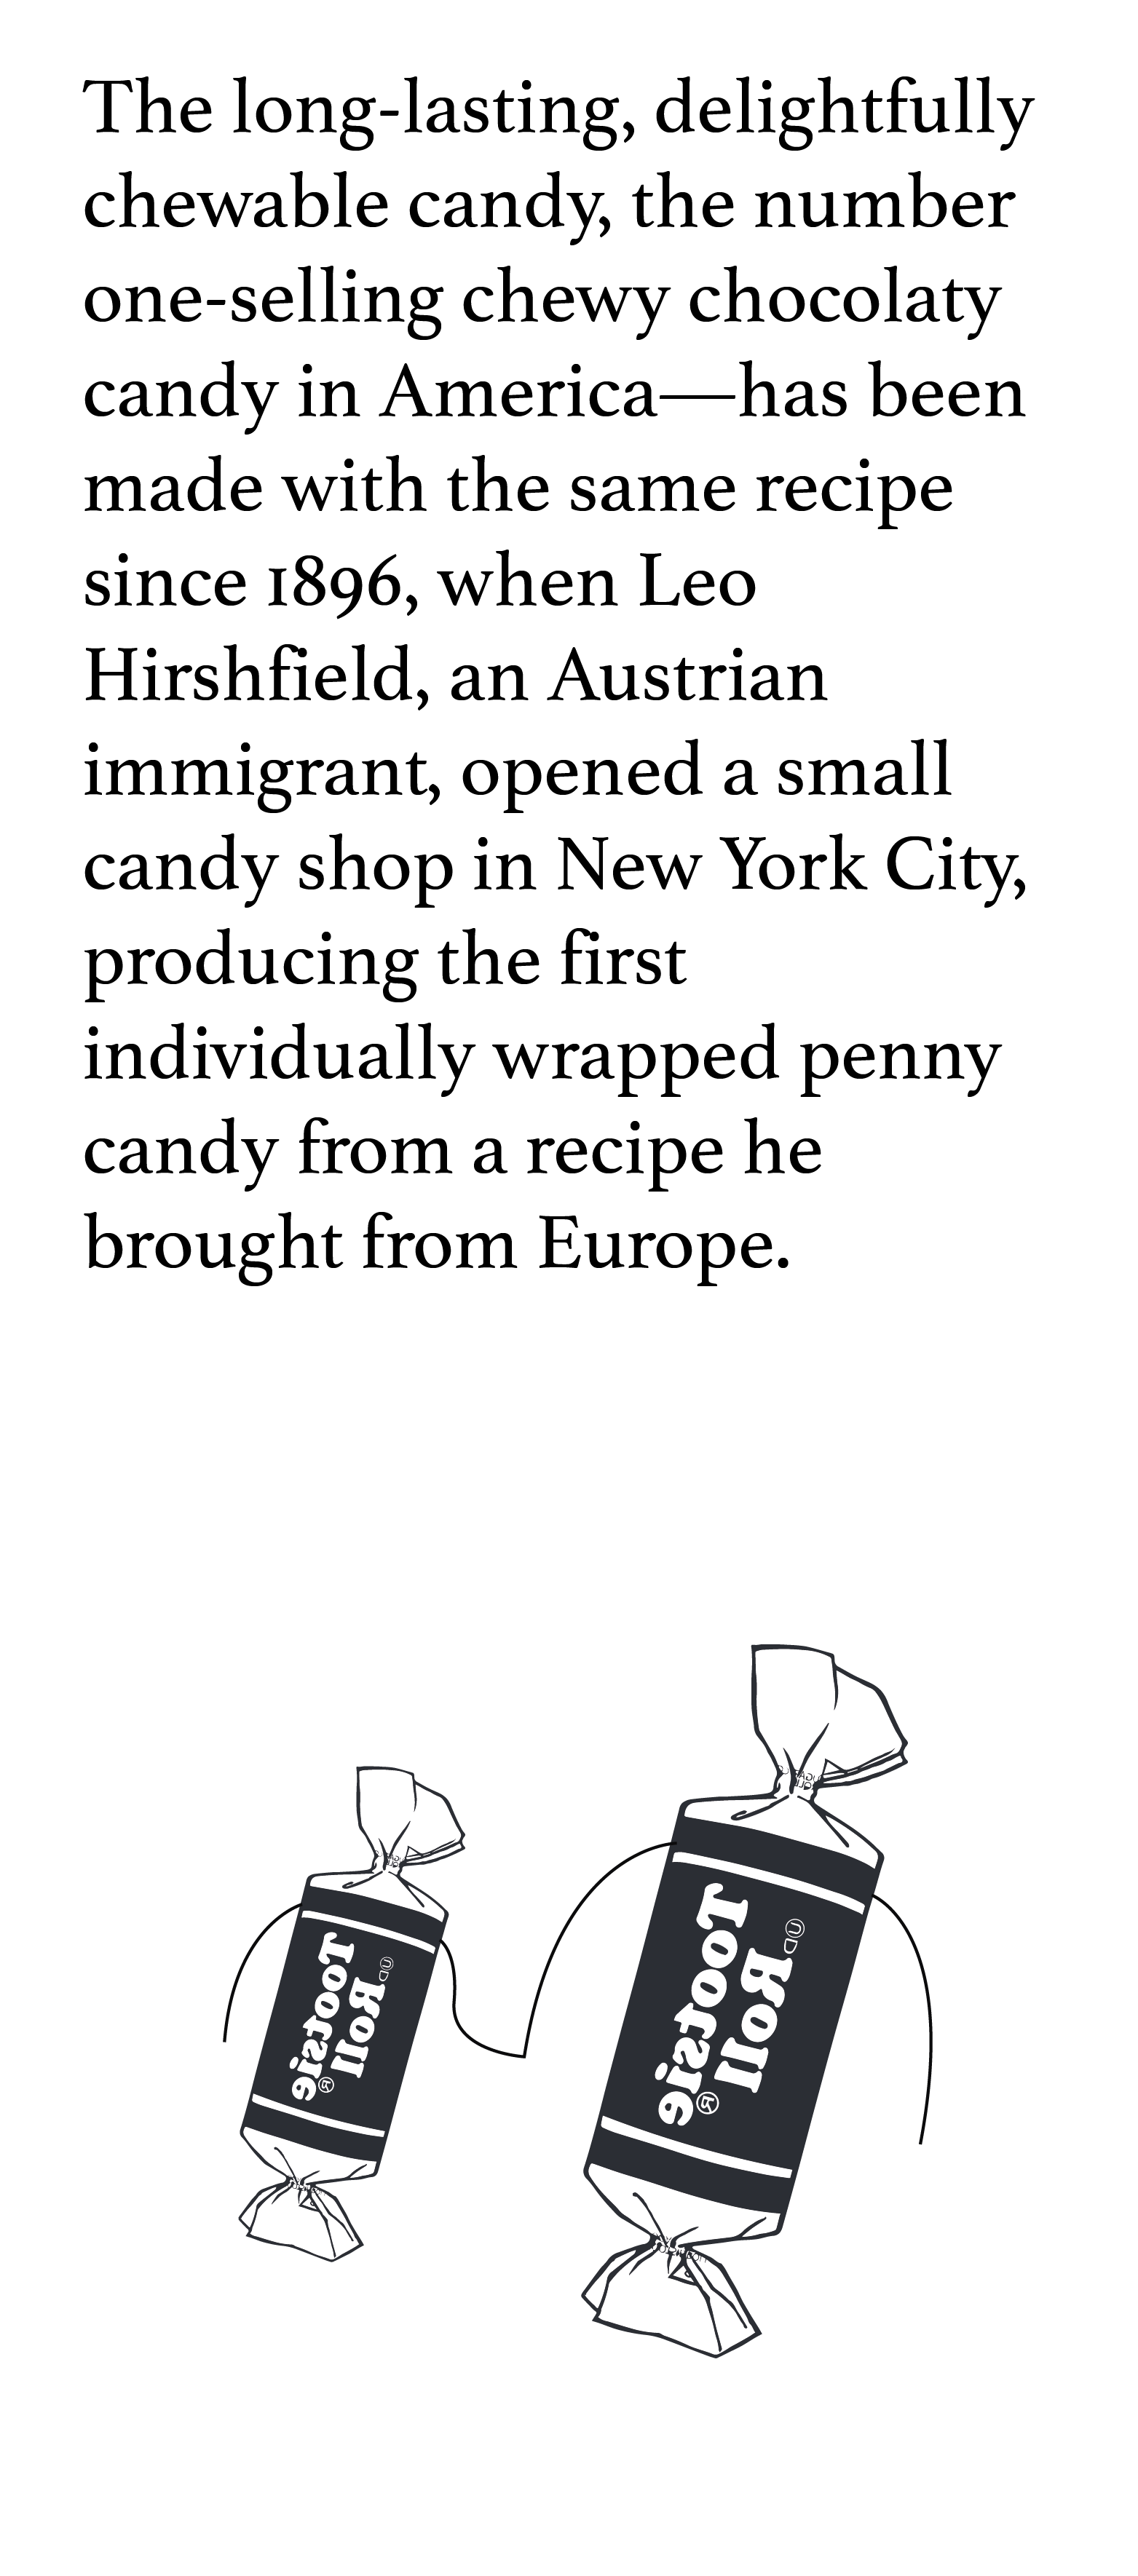 The long-lasting, delightfully
chewable candy, the number
one-selling chewy chocolaty
candy in America—has been
made with the same recipe
since 1896, when Leo
Hirshfield, an Austrian
immigrant, opened a small
candy shop in New York City,
producing the first
individually wrapped penny
candy from a recipe he
brought from Europe.
Tootsie
Roll®
ⓊD
Tootsie
Roll®
ⓊD